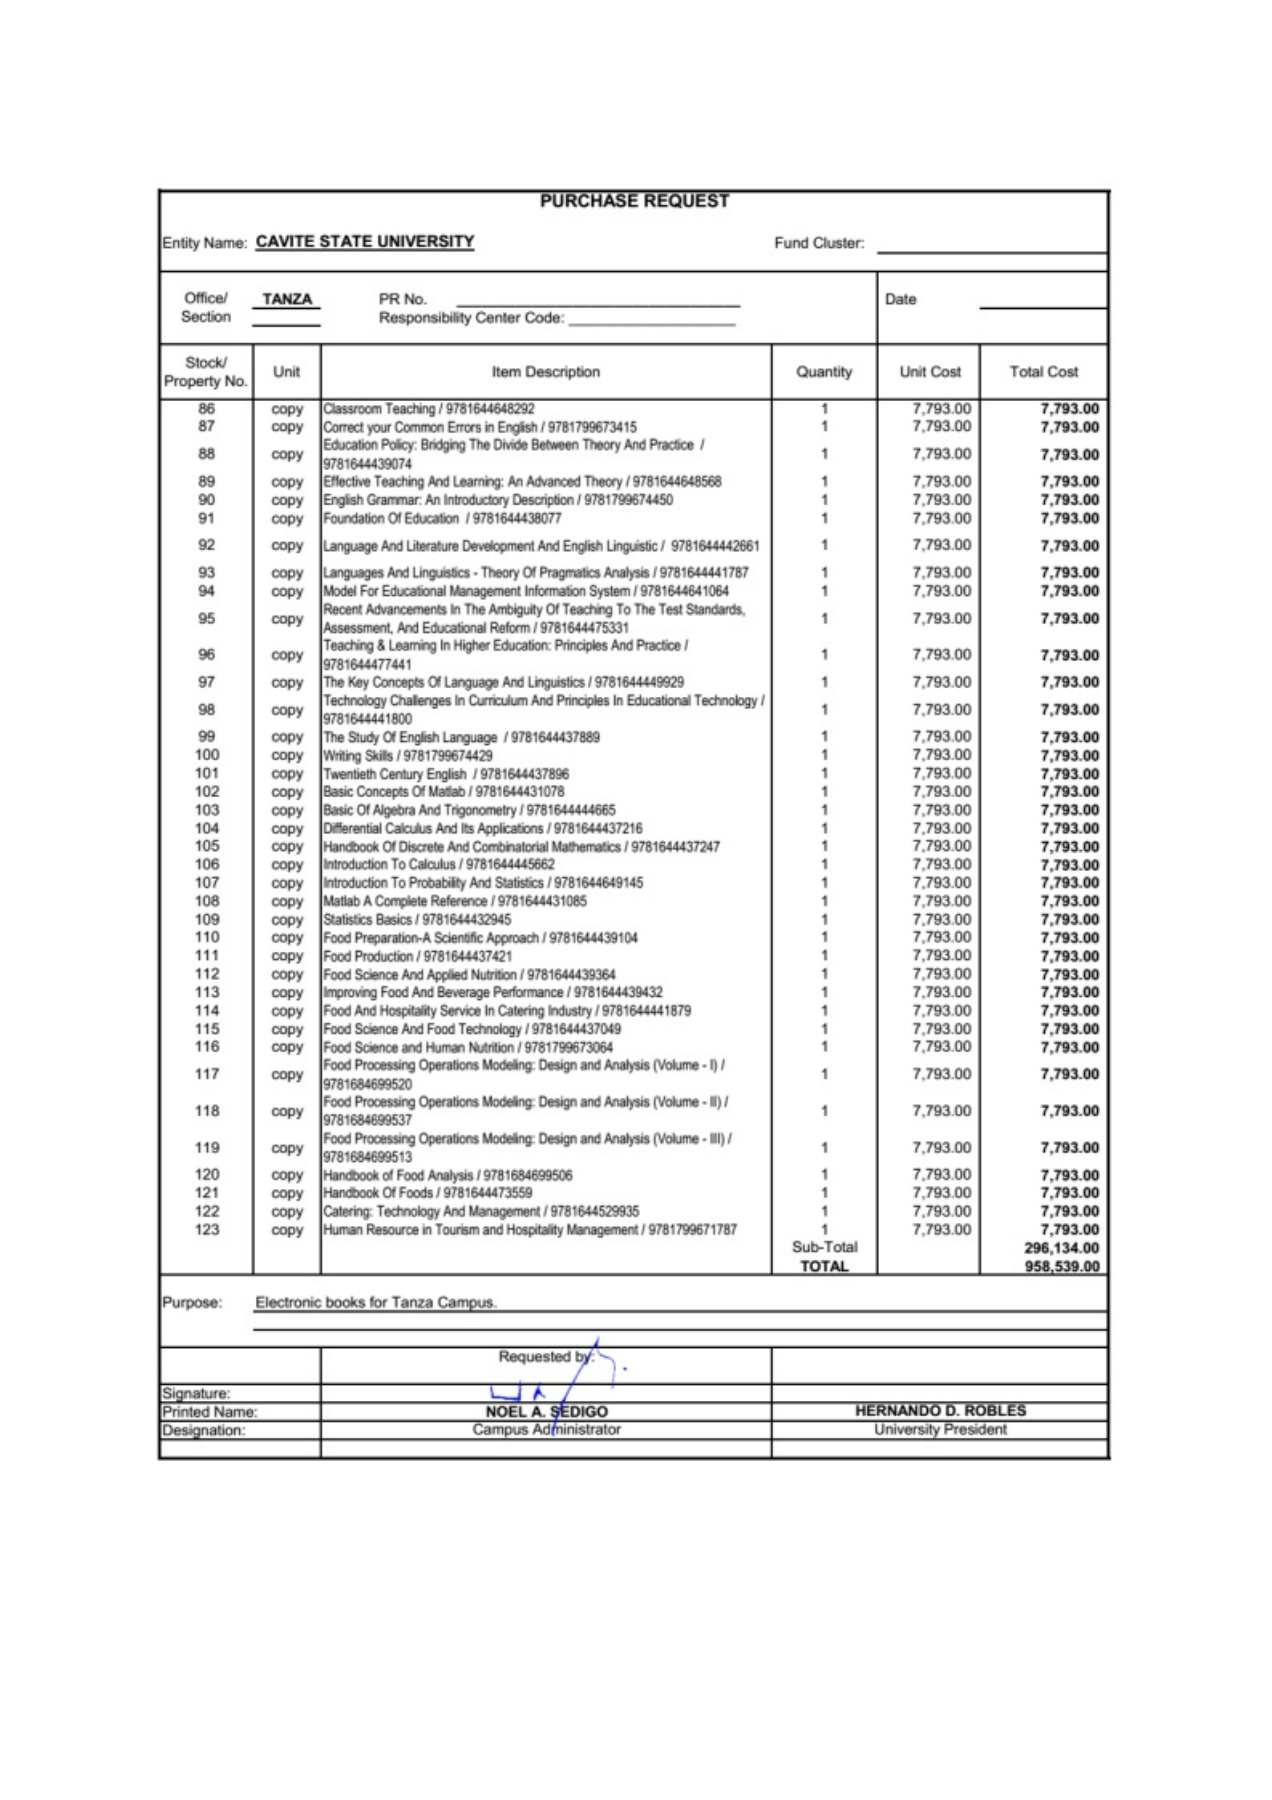 PURCHASE REQUEST
Entity Name: CAVITE STATE UNIVERSITY Fund Cluster:
Office/ TANZA PR No. Date
Section Responsibility Center Code:
Stock/
Property No. Unit Item Description Quantity Unit Cost Total Cost
86 copy Classroom Teaching / 9781644648292 1 7,793.00 7,793.00
87 copy Correct your Common Errors in English / 9781799673415 1 7,793.00 7,793.00
88 copy Education Policy: Bridging The Divide Between Theory And Practice / 1 7,793.00 7,793.00
9781644439074
89 copy Effective Teaching And Learning: An Advanced Theory / 9781644648568 1 7,793.00 7,793.00
90 copy English Grammar: An Introductory Description / 9781799674450 1 7,793.00 7,793.00
91 copy Foundation Of Education / 9781644438077 1 7,793.00 7,793.00
92 copy Language And Literature Development And English Linguistic / 9781644442661 1 7,793.00 7,793.00
93 copy Languages And Linguistics - Theory Of Pragmatics Analysis / 9781644441787 1 7,793.00 7,793.00
94 copy Model For Educational Management Information System / 9781644641064 1 7,793.00 7,793.00
95 copy Recent Advancements In The Ambiguity Of Teaching To The Test Standards, 1 7,793.00 7,793.00
Assessment, And Educational Reform / 9781644475331
96 copy Teaching & Learning In Higher Education: Principles And Practice / 1 7,793.00 7,793.00
9781644477441
97 copy The Key Concepts Of Language And Linguistics / 9781644449929 1 7,793.00 7,793.00
98 copy Technology Challenges In Curriculum And Principles In Educational Technology / 1 7,793.00 7,793.00
9781644441800
99 copy The Study Of English Language / 9781644437889 1 7,793.00 7,793.00
100 copy Writing Skills / 9781799674429 1 7,793.00 7,793.00
101 copy Twentieth Century English / 9781644437896 1 7,793.00 7,793.00
102 copy Basic Concepts Of Matlab / 9781644431078 1 7,793.00 7,793.00
103 copy Basic Of Algebra And Trigonometry / 9781644444665 1 7,793.00 7,793.00
104 copy Differential Calculus And Its Applications / 9781644437216 1 7,793.00 7,793.00
105 copy Handbook Of Discrete And Combinatorial Mathematics / 9781644437247 1 7,793.00 7,793.00
106 copy Introduction To Calculus / 9781644445662 1 7,793.00 7,793.00
107 copy Introduction To Probability And Statistics / 9781644649145 1 7,793.00 7,793.00
108 copy Matlab A Complete Reference / 9781644431085 1 7,793.00 7,793.00
109 copy Statistics Basics / 9781644432945 1 7,793.00 7,793.00
110 copy Food Preparation-A Scientific Approach / 9781644439104 1 7,793.00 7,793.00
111 copy Food Production / 9781644437421 1 7,793.00 7,793.00
112 copy Food Science And Applied Nutrition / 9781644439364 1 7,793.00 7,793.00
113 copy Improving Food And Beverage Performance / 9781644439432 1 7,793.00 7,793.00
114 copy Food And Hospitality Service In Catering Industry / 9781644441879 1 7,793.00 7,793.00
115 copy Food Science And Food Technology / 9781644437049 1 7,793.00 7,793.00
116 copy Food Science and Human Nutrition / 9781799673064 1 7,793.00 7,793.00
117 copy Food Processing Operations Modeling: Design and Analysis (Volume - I) / 1 7,793.00 7,793.00
9781684699520
118 copy Food Processing Operations Modeling: Design and Analysis (Volume - II) / 1 7,793.00 7,793.00
9781684699537
119 copy Food Processing Operations Modeling: Design and Analysis (Volume - III) / 1 7,793.00 7,793.00
9781684699513
120 copy Handbook of Food Analysis / 9781684699506 1 7,793.00 7,793.00
121 copy Handbook Of Foods / 9781644473559 1 7,793.00 7,793.00
122 copy Catering: Technology And Management / 9781644529935 1 7,793.00 7,793.00
123 copy Human Resource in Tourism and Hospitality Management / 9781799671787 1 7,793.00 7,793.00
Sub-Total 296,134.00
TOTAL 958,539.00
Purpose: Electronic books for Tanza Campus.
Requested by:
Signature:
Printed Name: NOEL A. SEDIGO HERNANDO D. ROBLES
Designation: Campus Administrator University President